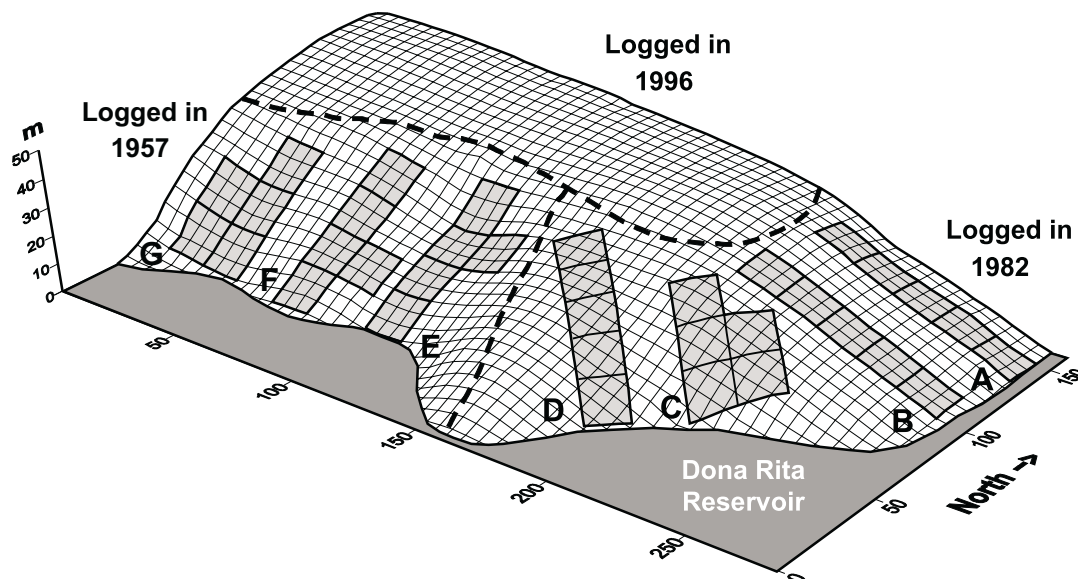 Logged in
1996
Logged in
1957
m
50
40
30
20
10
0
Logged in
1982
G
F
E
D
C
B
A
50
100
150
200
250
0
50
100
150
North →
Dona Rita
Reservoir